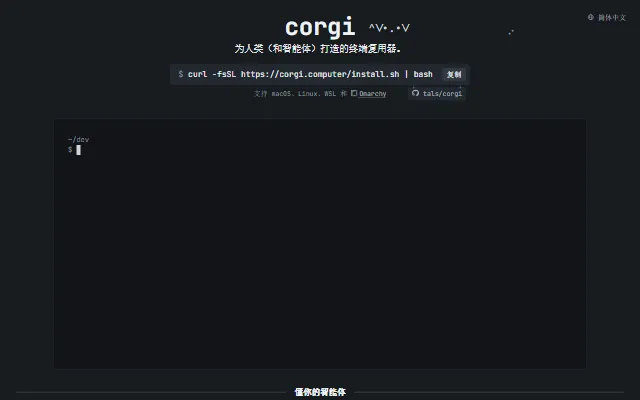 简体中文
corgi ^V•.•V
为人类（和智能体）打造的终端复用器。
$ curl -fsSL https://corgi.computer/install.sh | bash 复制
支持 macOS、Linux、WSL 和 Omarchy
tals/corgi
~/dev
$
懂你的智能体